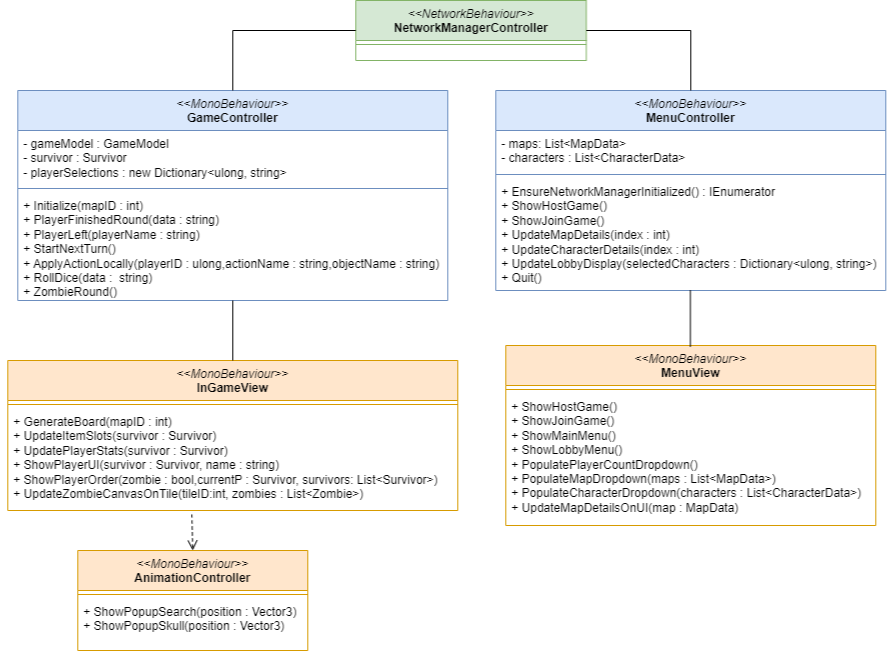 <<NetworkBehaviour>>
NetworkManagerController
<<MonoBehaviour>>
GameController
- gameModel : GameModel
- survivor : Survivor
- playerSelections : new Dictionary<ulong, string>
+ Initialize(mapID : int)
+ PlayerFinishedRound(data : string)
+ PlayerLeft(playerName : string)
+ StartNextTurn()
+ ApplyActionLocally(playerID : ulong,actionName : string,objectName : string)
+ RollDice(data :  string)
+ ZombieRound()
<<MonoBehaviour>>
MenuController
- maps: List<MapData>
- characters : List<CharacterData>
+ EnsureNetworkManagerInitialized() : IEnumerator
+ ShowHostGame()
+ ShowJoinGame()
+ UpdateMapDetails(index : int)
+ UpdateCharacterDetails(index : int)
+ UpdateLobbyDisplay(selectedCharacters : Dictionary<ulong, string>)
+ Quit()
<<MonoBehaviour>>
InGameView
+ GenerateBoard(mapID : int)
+ UpdateItemSlots(survivor : Survivor)
+ UpdatePlayerStats(survivor : Survivor)
+ ShowPlayerUI(survivor : Survivor, name : string)
+ ShowPlayerOrder(zombie : bool,currentP : Survivor, survivors: List<Survivor>)
+ UpdateZombieCanvasOnTile(tileID:int, zombies : List<Zombie>)
<<MonoBehaviour>>
MenuView
+ ShowHostGame()
+ ShowJoinGame()
+ ShowMainMenu()
+ ShowLobbyMenu()
+ PopulatePlayerCountDropdown()
+ PopulateMapDropdown(maps : List<MapData>)
+ PopulateCharacterDropdown(characters : List<CharacterData>)
+ UpdateMapDetailsOnUI(map : MapData)
<<MonoBehaviour>>
AnimationController
+ ShowPopupSearch(position : Vector3)
+ ShowPopupSkull(position : Vector3)